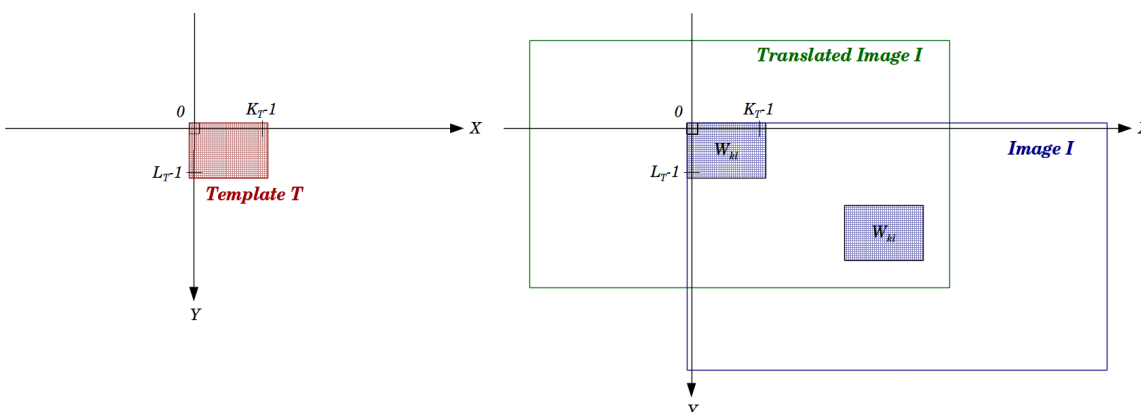 0
K_T-1
X
L_T-1
Template T
Y
Translated Image I
0
K_T-1
X
Image I
W_kl
L_T-1
W_kl
Y